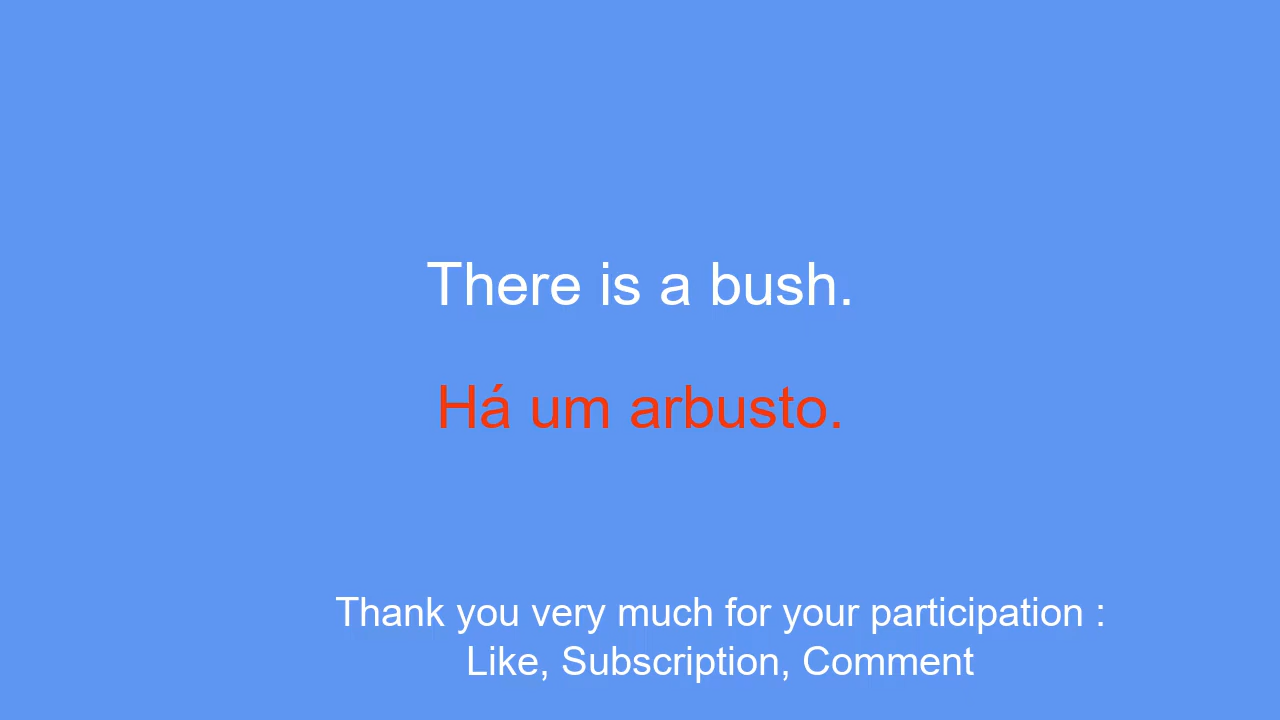 There is a bush.
Há um arbusto.
Thank you very much for your participation :
Like, Subscription, Comment